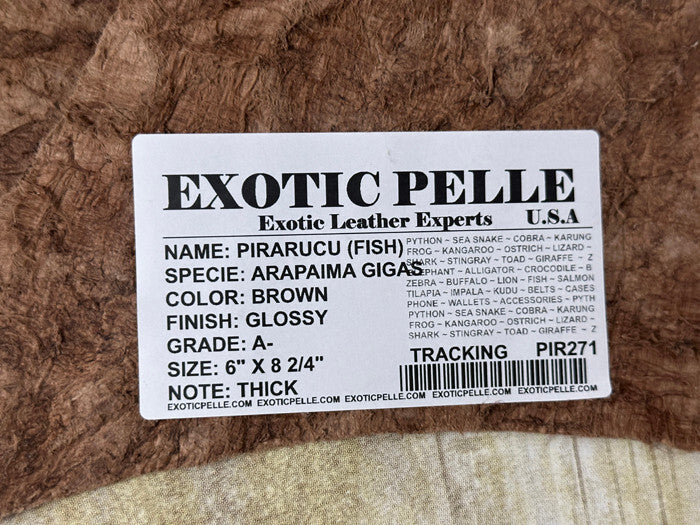 EXOTIC PELLE
Exotic Leather Experts U.S.A
NAME: PIRARUCU (FISH)
SPECIE: ARAPAIMA GIGAS
COLOR: BROWN
FINISH: GLOSSY
GRADE: A-
SIZE: 6" X 8 2/4"
NOTE: THICK
PYTHON ~ SEA SNAKE ~ COBRA ~ KARUNG
FROG ~ KANGAROO ~ OSTRICH ~ LIZARD ~
SHARK ~ STINGRAY ~ TOAD ~ GIRAFFE ~ Z
ELEPHANT ~ ALLIGATOR ~ CROCODILE ~ B
ZEBRA ~ BUFFALO ~ LION ~ FISH ~ SALMON
TILAPIA ~ IMPALA ~ KUDU ~ BELTS ~ CASES
PHONE ~ WALLETS ~ ACCESSORIES ~ PYTH
PYTHON ~ SEA SNAKE ~ COBRA ~ KARUNG
FROG ~ KANGAROO ~ OSTRICH ~ LIZARD ~
SHARK ~ STINGRAY ~ TOAD ~ GIRAFFE ~ Z
TRACKING PIR271
EXOTICPELLE.COM EXOTICPELLE.COM EXOTICPELLE.COM EXOTICPELLE.COM EXOTICPELLE.COM